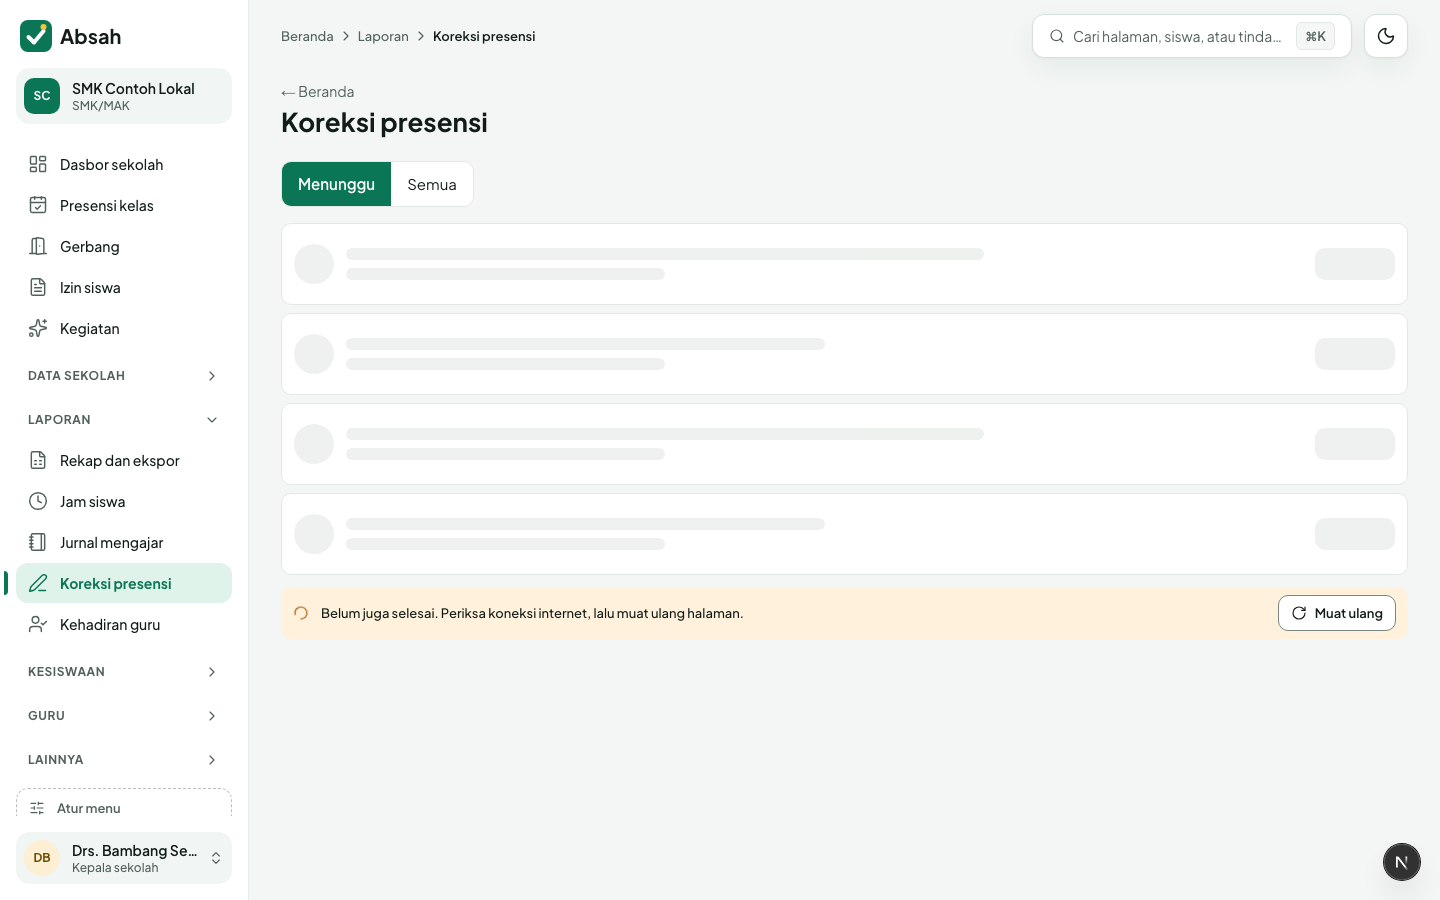 Absah
SC
SMK Contoh Lokal
SMK/MAK
Dasbor sekolah
Presensi kelas
Gerbang
Izin siswa
Kegiatan
DATA SEKOLAH
LAPORAN
Rekap dan ekspor
Jam siswa
Jurnal mengajar
Koreksi presensi
Kehadiran guru
KESISWAAN
GURU
LAINNYA
Atur menu
DB
Drs. Bambang Se...
Kepala sekolah
Beranda > Laporan > Koreksi presensi
Cari halaman, siswa, atau tinda... ⌘K
← Beranda
Koreksi presensi
Menunggu Semua
Belum juga selesai. Periksa koneksi internet, lalu muat ulang halaman.
Muat ulang
N